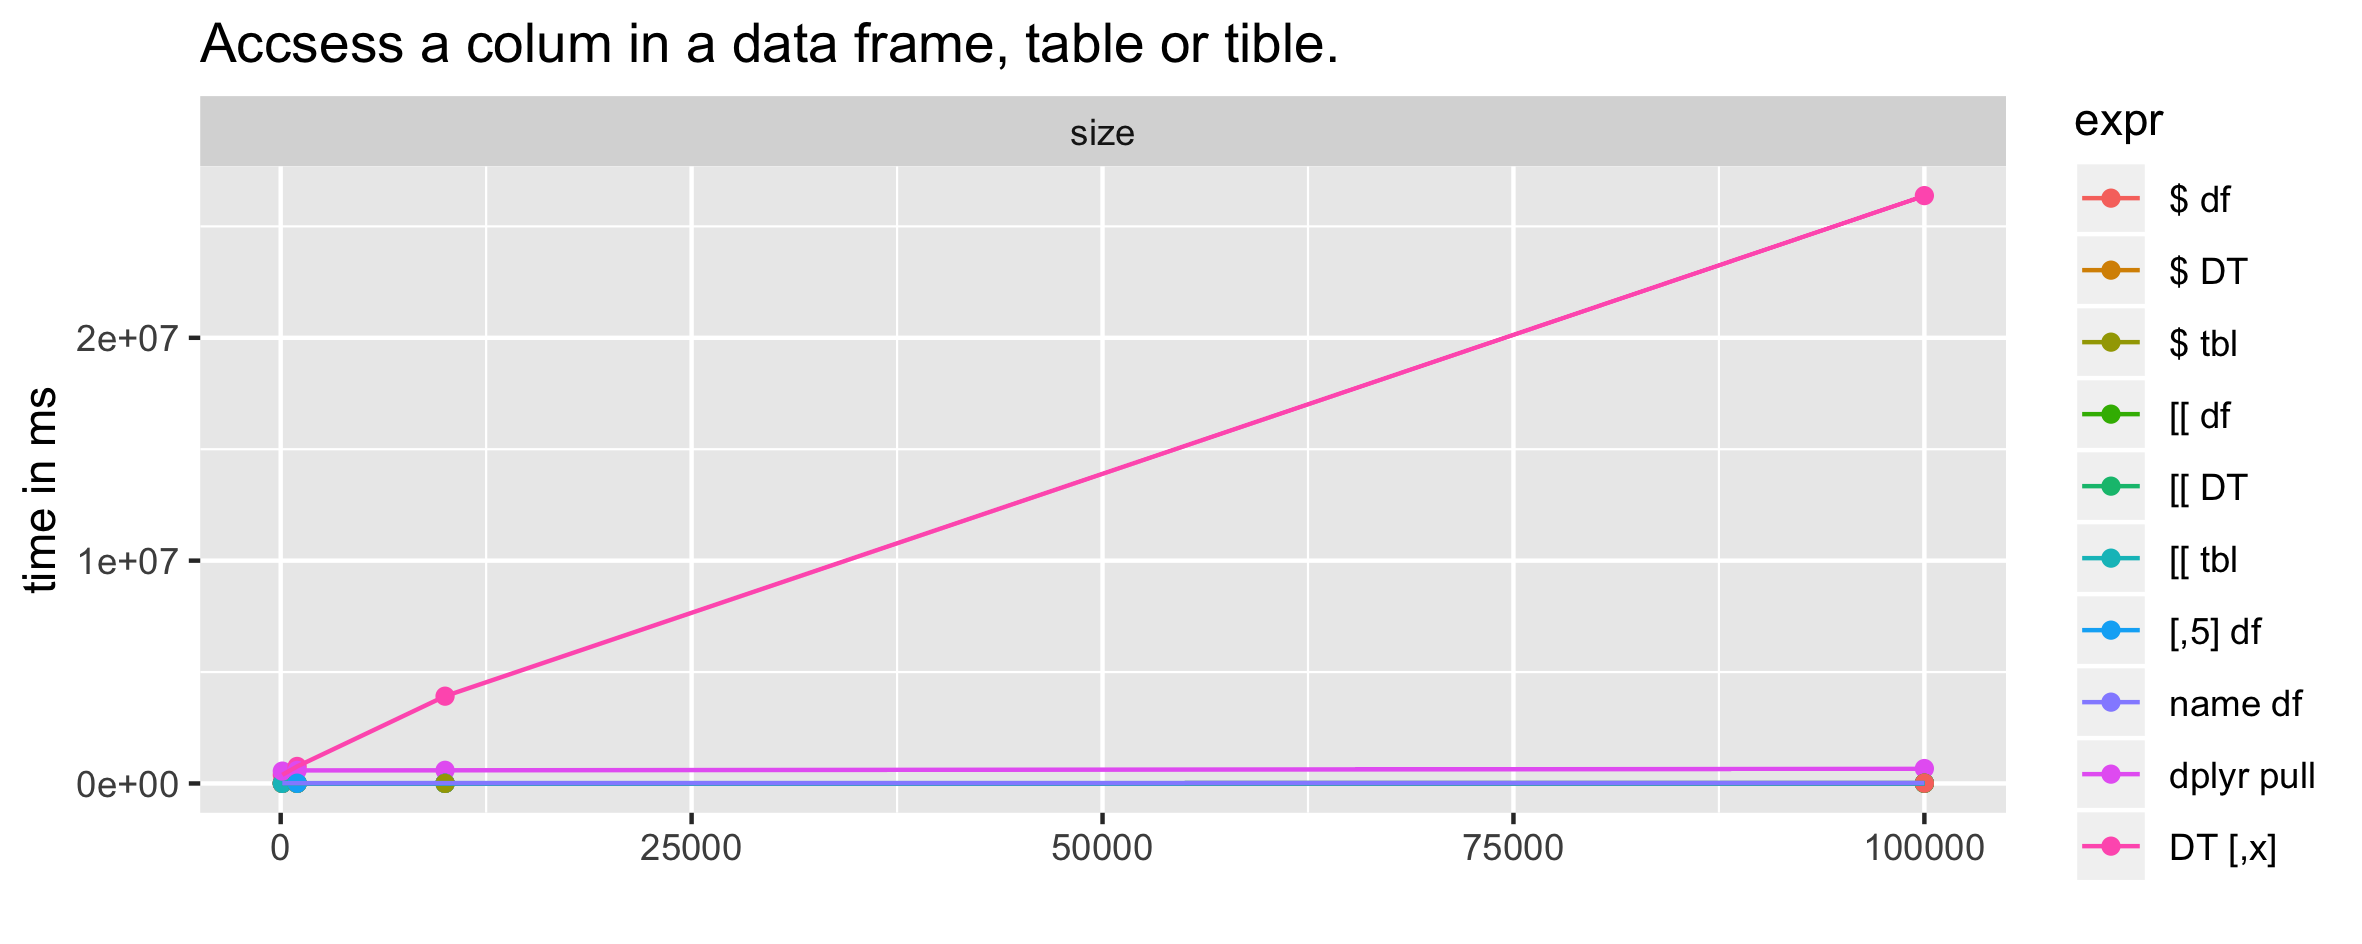 Accsess a colum in a data frame, table or tible.
size
time in ms
2e+07
1e+07
0e+00
0
25000
50000
75000
100000
expr
$ df
$ DT
$ tbl
[[ df
[[ DT
[[ tbl
[,5] df
name df
dplyr pull
DT [,x]